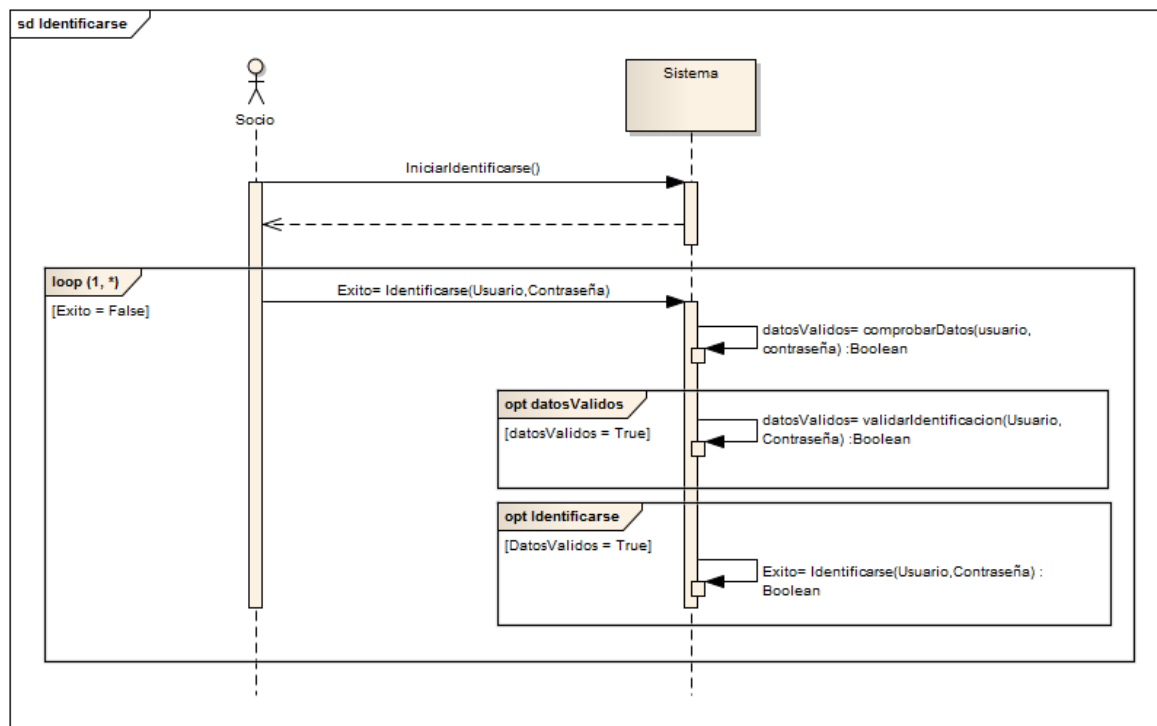 sd Identificarse
Sistema
Socio
IniciarIdentificarse()
loop (1, *)
[Exito = False]
Exito= Identificarse(Usuario,Contraseña)
datosValidos= comprobarDatos(usuario,
contraseña) :Boolean
opt datosValidos
[datosValidos = True]
datosValidos= validarIdentificacion(Usuario,
Contraseña) :Boolean
opt Identificarse
[DatosValidos = True]
Exito= Identificarse(Usuario,Contraseña) :
Boolean